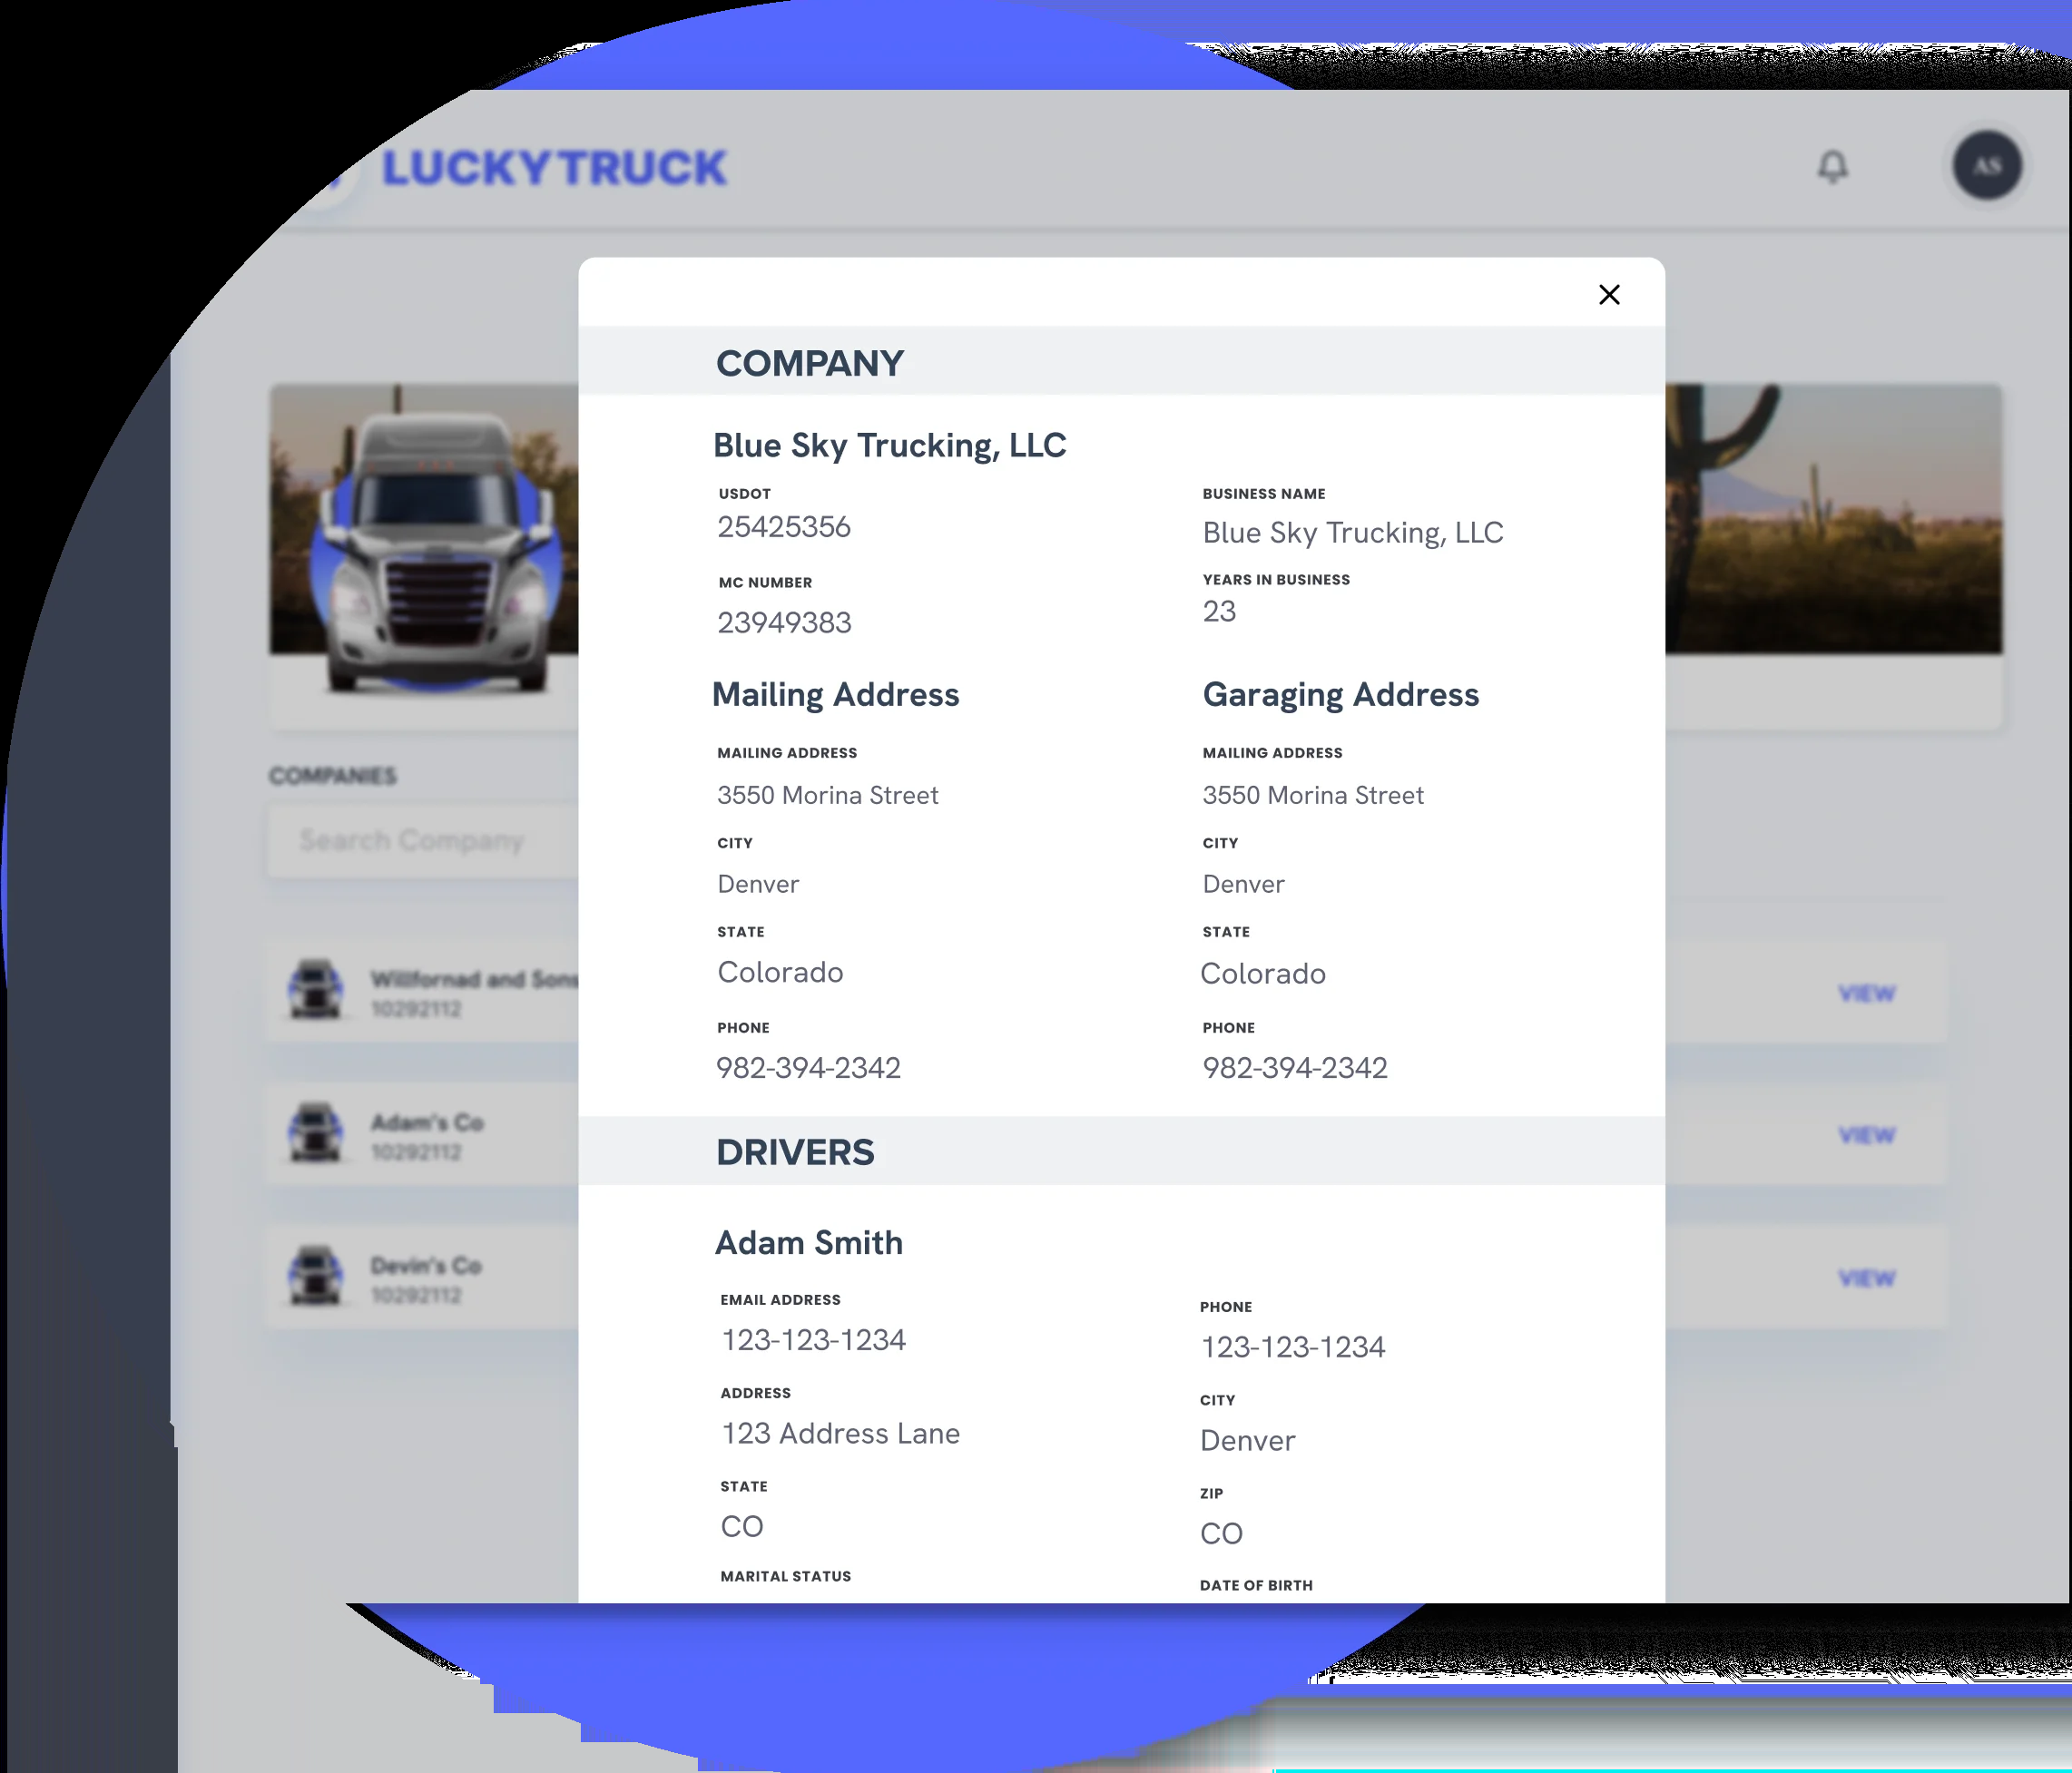 LUCKYTRUCK
AS
COMPANY
Blue Sky Trucking, LLC
USDOT
25425356
BUSINESS NAME
Blue Sky Trucking, LLC
MC NUMBER
23949383
YEARS IN BUSINESS
23
Mailing Address
MAILING ADDRESS
3550 Morina Street
CITY
Denver
STATE
Colorado
PHONE
982-394-2342
Garaging Address
MAILING ADDRESS
3550 Morina Street
CITY
Denver
STATE
Colorado
PHONE
982-394-2342
DRIVERS
Adam Smith
EMAIL ADDRESS
123-123-1234
PHONE
123-123-1234
ADDRESS
123 Address Lane
CITY
Denver
STATE
CO
ZIP
CO
MARITAL STATUS
DATE OF BIRTH
COMPANIES
Search Company
Willfornad and Sons
10292112
VIEW
Adam's Co
10292112
VIEW
Devin's Co
10292112
VIEW